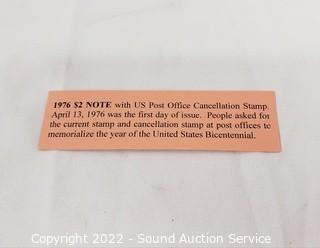 1976 $2 NOTE with US Post Office Cancellation Stamp.
April 13, 1976 was the first day of issue. People asked for
the current stamp and cancellation stamp at post offices to
memorialize the year of the United States Bicentennial.
Copyright 2022 - Sound Auction Service